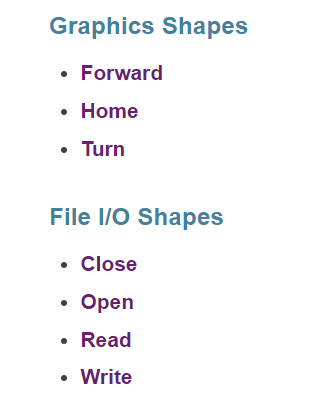 Graphics Shapes
• Forward
• Home
• Turn
File I/O Shapes
• Close
• Open
• Read
• Write